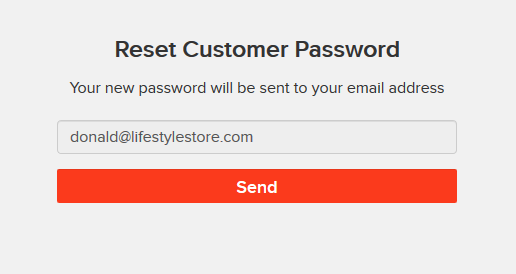 Reset Customer Password
Your new password will be sent to your email address
donald@lifestylestore.com
Send